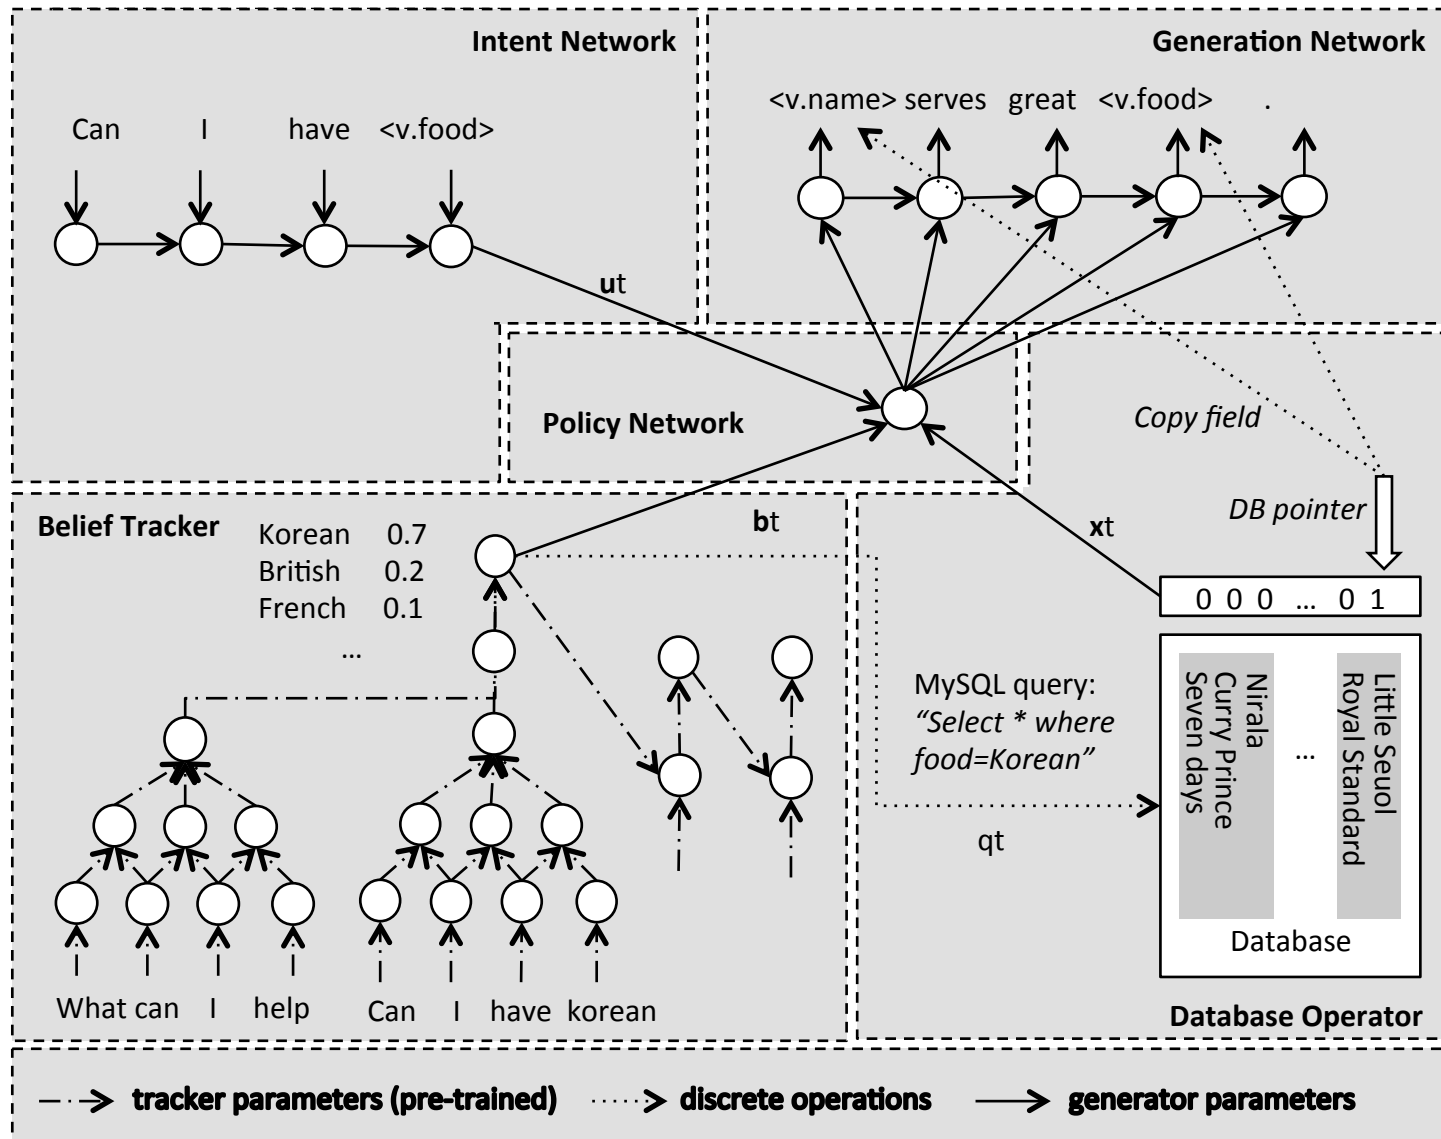 Intent Network
Can I have <v.food>
Generation Network
<v.name> serves great <v.food> .
ut
Policy Network
Copy field
DB pointer
Belief Tracker
Korean 0.7
British 0.2
French 0.1
...
bt
xt
0 0 0 ... 0 1
MySQL query:
“Select * where
food=Korean”
qt
Nirala
Curry Prince
Seven days
...
Little Seuol
Royal Standard
Database
Database Operator
What can I help
Can I have korean
tracker parameters (pre-trained)
discrete operations
generator parameters